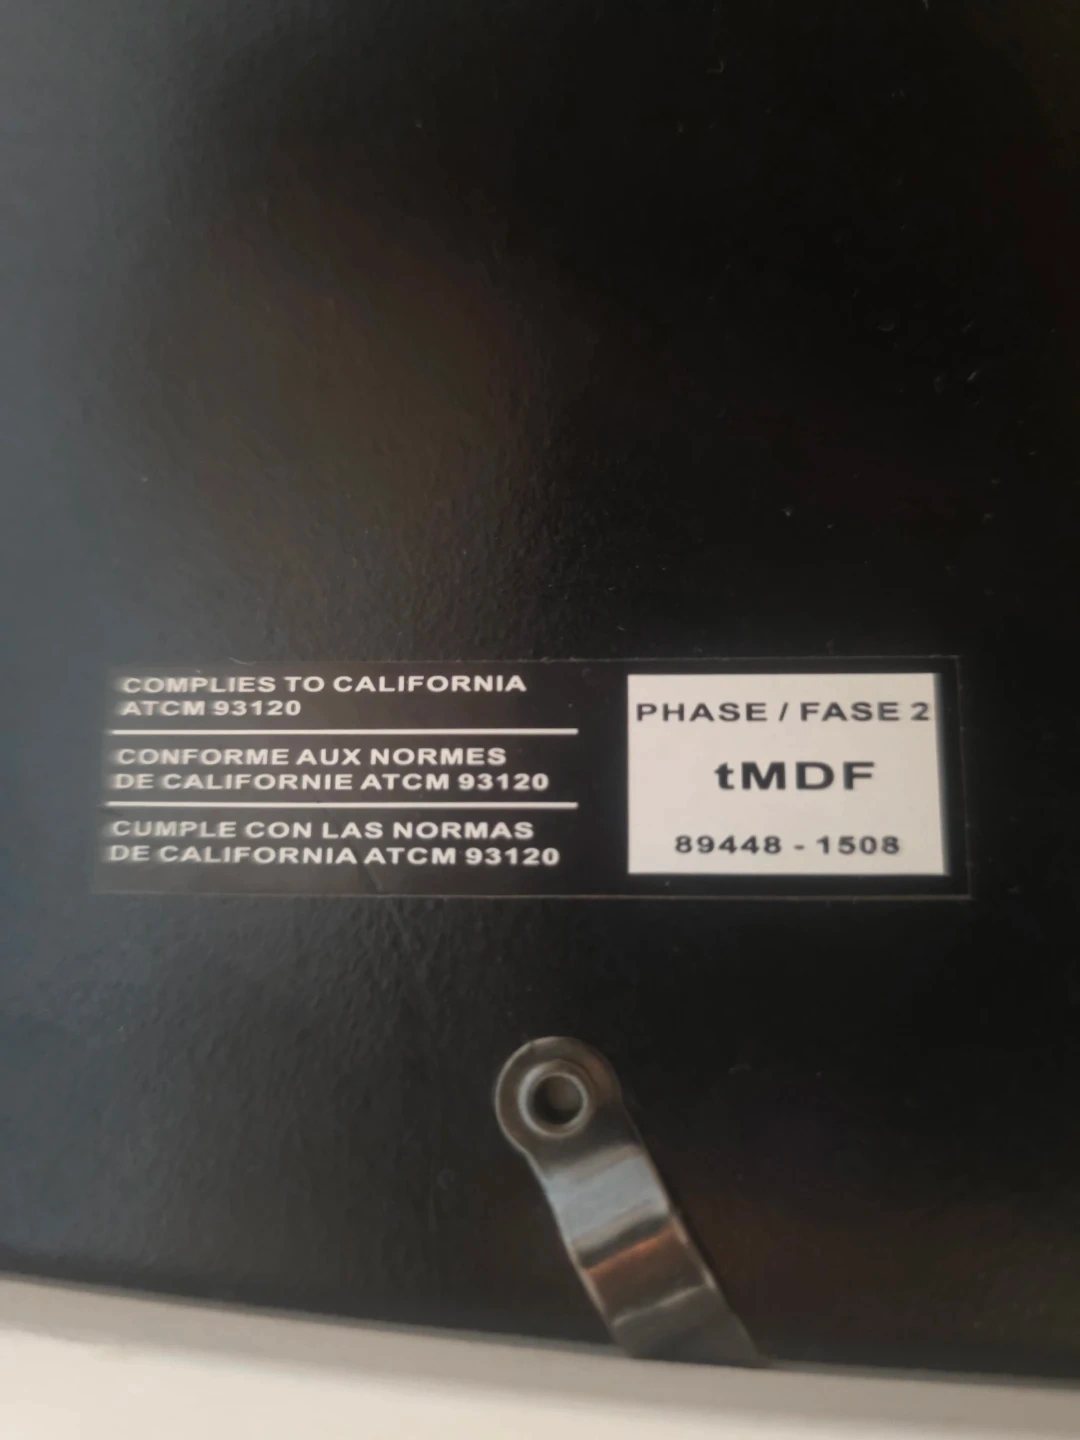 COMPLIES TO CALIFORNIA
ATCM 93120
CONFORME AUX NORMES
DE CALIFORNIE ATCM 93120
CUMPLE CON LAS NORMAS
DE CALIFORNIA ATCM 93120
PHASE / FASE 2
tMDF
89448 - 1508